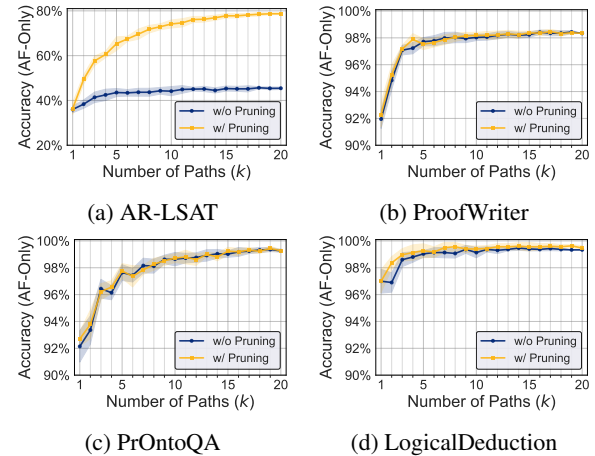 80%
60%
40%
20%
Accuracy (AF-Only)
w/o Pruning
w/ Pruning
1 5 10 15 20
Number of Paths (k)
(a) AR-LSAT
98%
96%
94%
92%
90%
Accuracy (AF-Only)
w/o Pruning
w/ Pruning
1 5 10 15 20
Number of Paths (k)
(b) ProofWriter
100%
98%
96%
94%
92%
90%
Accuracy (AF-Only)
w/o Pruning
w/ Pruning
1 5 10 15 20
Number of Paths (k)
(c) PrOntoQA
100%
98%
96%
94%
92%
90%
Accuracy (AF-Only)
w/o Pruning
w/ Pruning
1 5 10 15 20
Number of Paths (k)
(d) LogicalDeduction